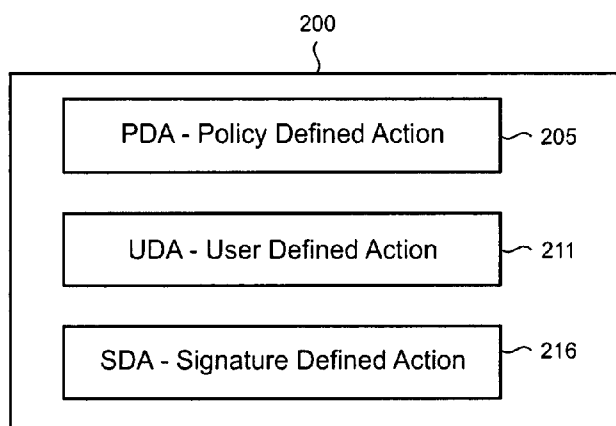 200
PDA - Policy Defined Action
205
UDA - User Defined Action
211
SDA - Signature Defined Action
216